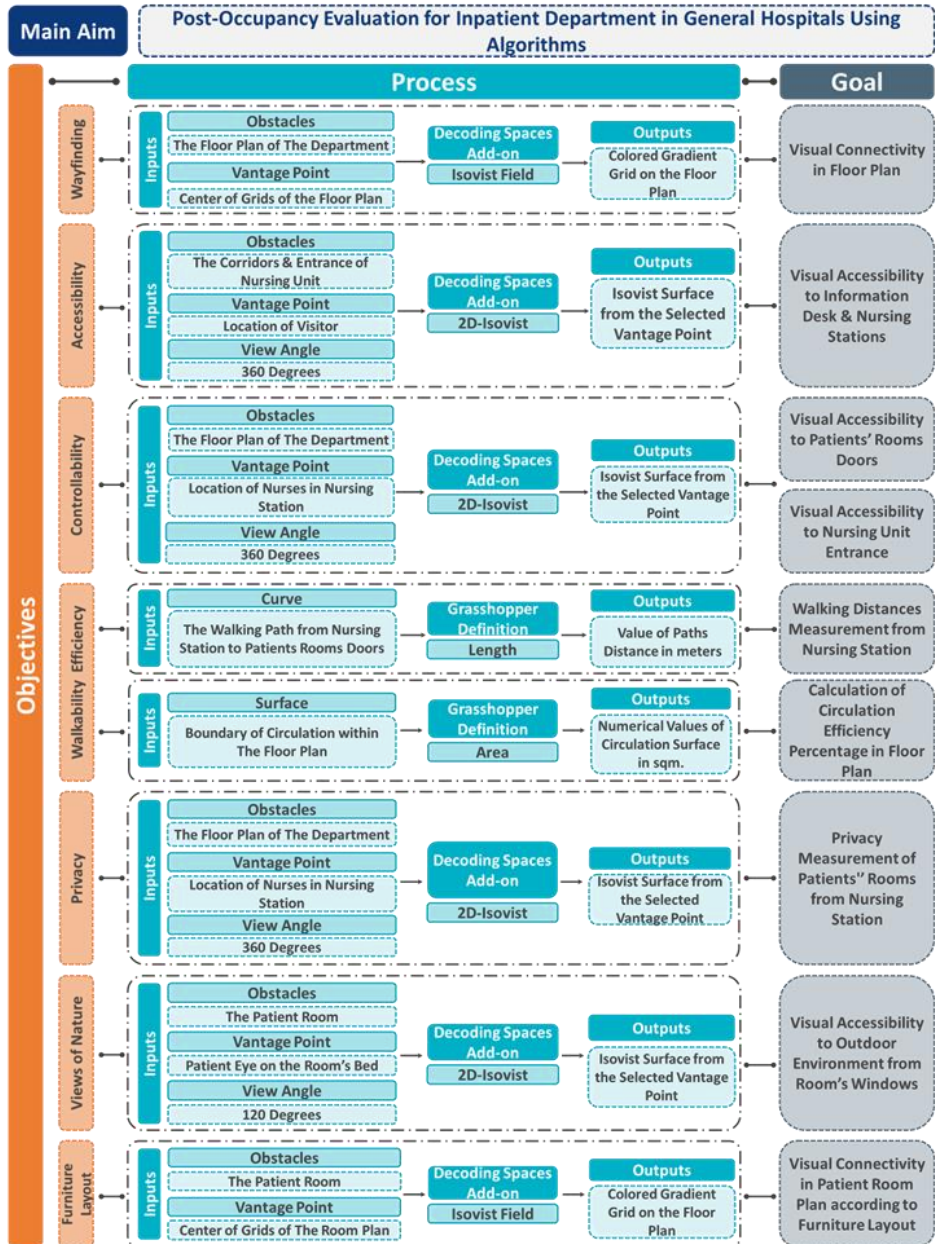 Main Aim
Post-Occupancy Evaluation for Inpatient Department in General Hospitals Using
Algorithms
Objectives
Process
Goal
Wayfinding
Inputs
Obstacles
The Floor Plan of The Department
Vantage Point
Center of Grids of the Floor Plan
Decoding Spaces
Add-on
Isovist Field
Outputs
Colored Gradient
Grid on the Floor
Plan
Visual Connectivity
in Floor Plan
Accessibility
Inputs
Obstacles
The Corridors & Entrance of
Nursing Unit
Vantage Point
Location of Visitor
View Angle
360 Degrees
Decoding Spaces
Add-on
2D-Isovist
Outputs
Isovist Surface
from the Selected
Vantage Point
Visual Accessibility
to Information
Desk & Nursing
Stations
Controllability
Inputs
Obstacles
The Floor Plan of The Department
Vantage Point
Location of Nurses in Nursing
Station
View Angle
360 Degrees
Decoding Spaces
Add-on
2D-Isovist
Outputs
Isovist Surface from
the Selected Vantage
Point
Visual Accessibility
to Patients' Rooms
Doors
Visual Accessibility
to Nursing Unit
Entrance
Walkability Efficiency
Inputs
Curve
The Walking Path from Nursing
Station to Patients Rooms Doors
Grasshopper
Definition
Length
Outputs
Value of Paths
Distance in meters
Walking Distances
Measurement from
Nursing Station
Inputs
Surface
Boundary of Circulation within
The Floor Plan
Grasshopper
Definition
Area
Outputs
Numerical Values of
Circulation Surface
in sqm.
Calculation of
Circulation
Efficiency
Percentage in Floor
Plan
Privacy
Inputs
Obstacles
The Floor Plan of The Department
Vantage Point
Location of Nurses in Nursing
Station
View Angle
360 Degrees
Decoding Spaces
Add-on
2D-Isovist
Outputs
Isovist Surface from
the Selected
Vantage Point
Privacy
Measurement of
Patients'' Rooms
from Nursing
Station
Views of Nature
Inputs
Obstacles
The Patient Room
Vantage Point
Patient Eye on the Room's Bed
View Angle
120 Degrees
Decoding Spaces
Add-on
2D-Isovist
Outputs
Isovist Surface from
the Selected Vantage
Point
Visual Accessibility
to Outdoor
Environment from
Room's Windows
Furniture
Layout
Inputs
Obstacles
The Patient Room
Vantage Point
Center of Grids of The Room Plan
Decoding Spaces
Add-on
Isovist Field
Outputs
Colored Gradient
Grid on the Floor
Plan
Visual Connectivity
in Patient Room
Plan according to
Furniture Layout